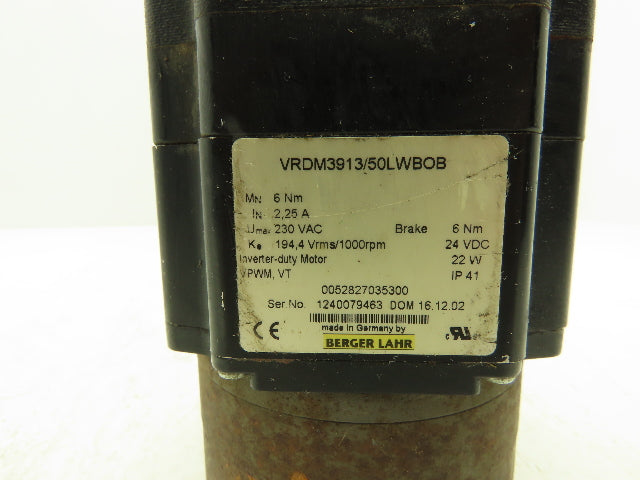 VRDM3913/50LWBOB
MN 6 Nm
IN 2,25 A
Umax 230 VAC Brake 6 Nm
Ke 194,4 Vrms/1000rpm 24 VDC
Inverter-duty Motor 22 W
VPWM, VT IP 41
0052827035300
Ser.No. 1240079463 DOM 16.12.02
made in Germany by
CE BERGER LAHR c RU us